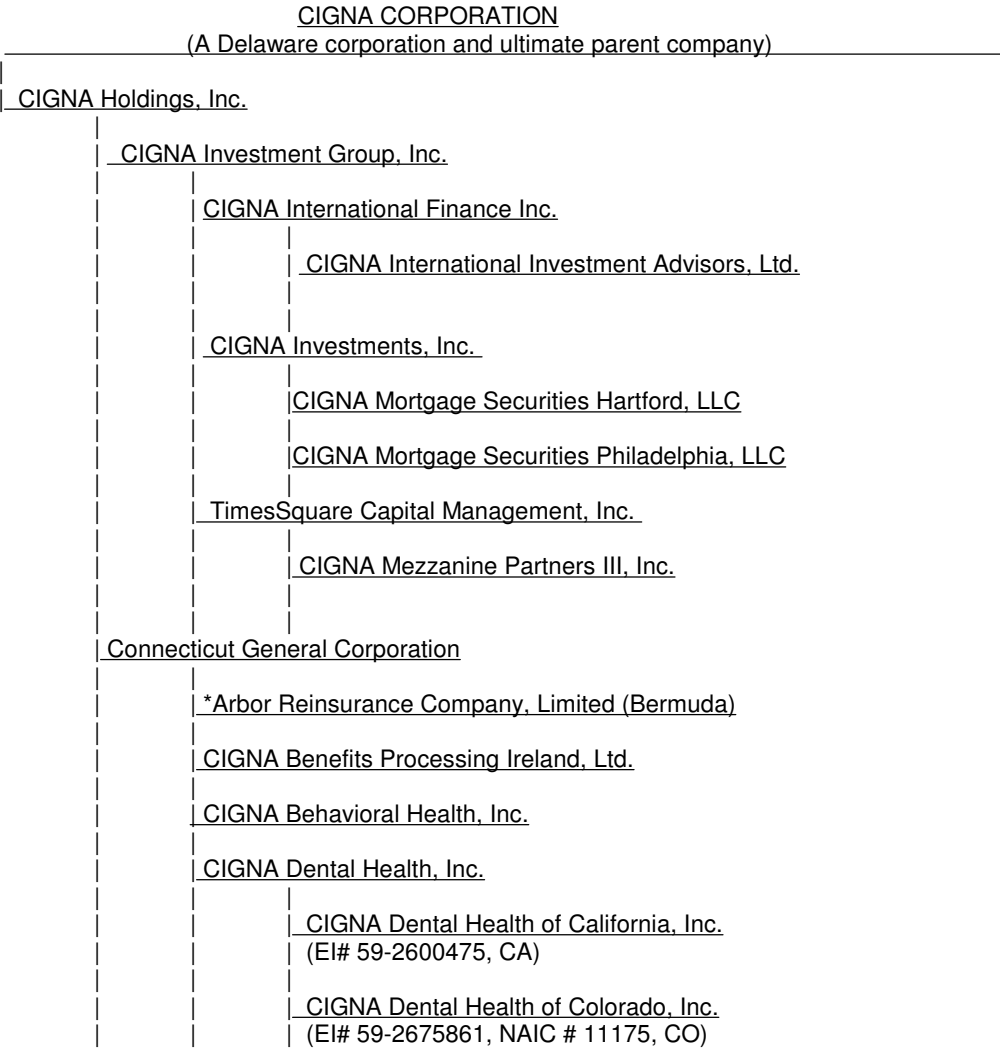 CIGNA CORPORATION
(A Delaware corporation and ultimate parent company)
CIGNA Holdings, Inc.
CIGNA Investment Group, Inc.
CIGNA International Finance Inc.
CIGNA International Investment Advisors, Ltd.
CIGNA Investments, Inc.
CIGNA Mortgage Securities Hartford, LLC
CIGNA Mortgage Securities Philadelphia, LLC
TimesSquare Capital Management, Inc.
CIGNA Mezzanine Partners III, Inc.
Connecticut General Corporation
*Arbor Reinsurance Company, Limited (Bermuda)
CIGNA Benefits Processing Ireland, Ltd.
CIGNA Behavioral Health, Inc.
CIGNA Dental Health, Inc.
CIGNA Dental Health of California, Inc.
(EI# 59-2600475, CA)
CIGNA Dental Health of Colorado, Inc.
(EI# 59-2675861, NAIC # 11175, CO)